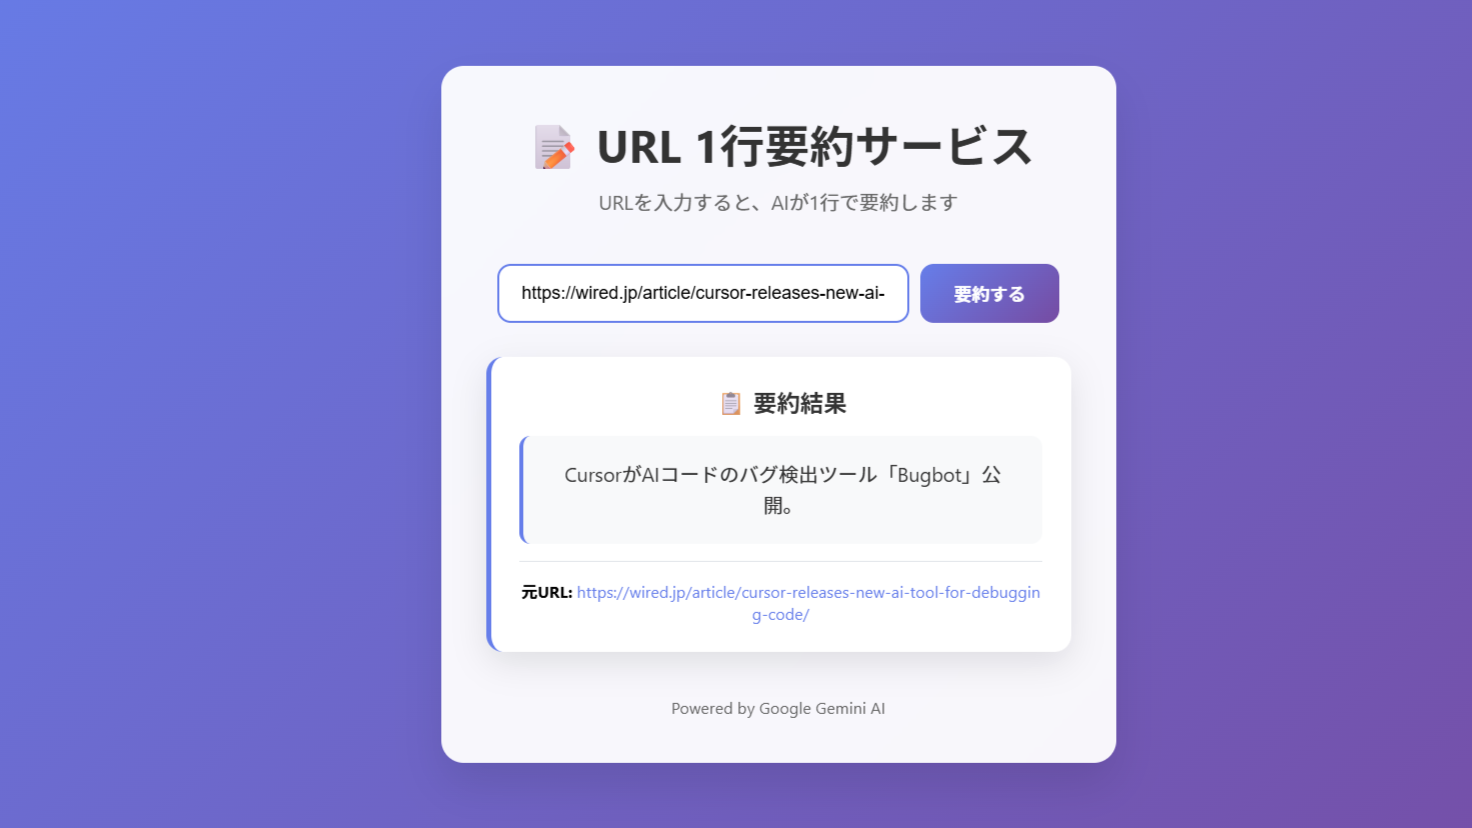 URL 1行要約サービス
URLを入力すると、AIが1行で要約します
https://wired.jp/article/cursor-releases-new-ai-
要約する
要約結果
CursorがAIコードのバグ検出ツール「Bugbot」公
開。
元URL: https://wired.jp/article/cursor-releases-new-ai-tool-for-debuggin
g-code/
Powered by Google Gemini AI